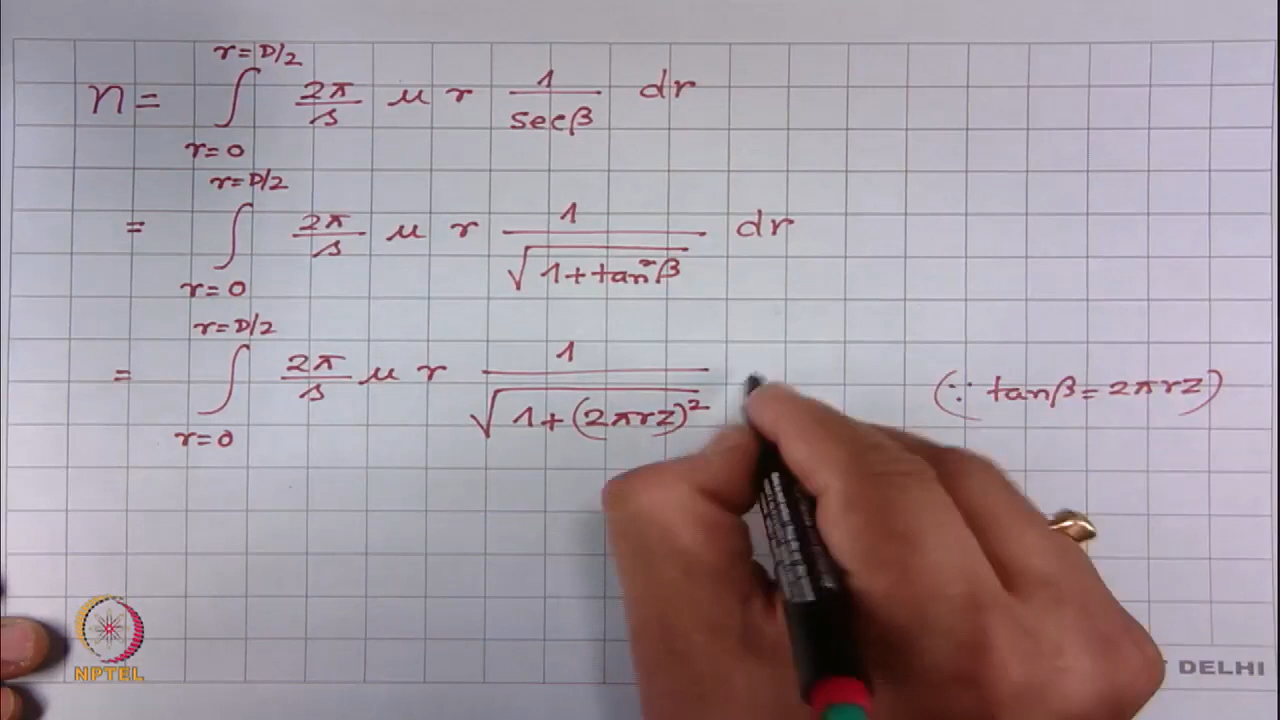 r=D/2
n= ∫ 2π/s μ r 1/secβ dr
r=0
r=D/2
= ∫ 2π/s μ r 1/√(1+tan²β) dr
r=0
r=D/2
= ∫ 2π/s μ r 1/√(1+(2πrz)²) (∵ tanβ=2πrz)
r=0
NPTEL
DELHI